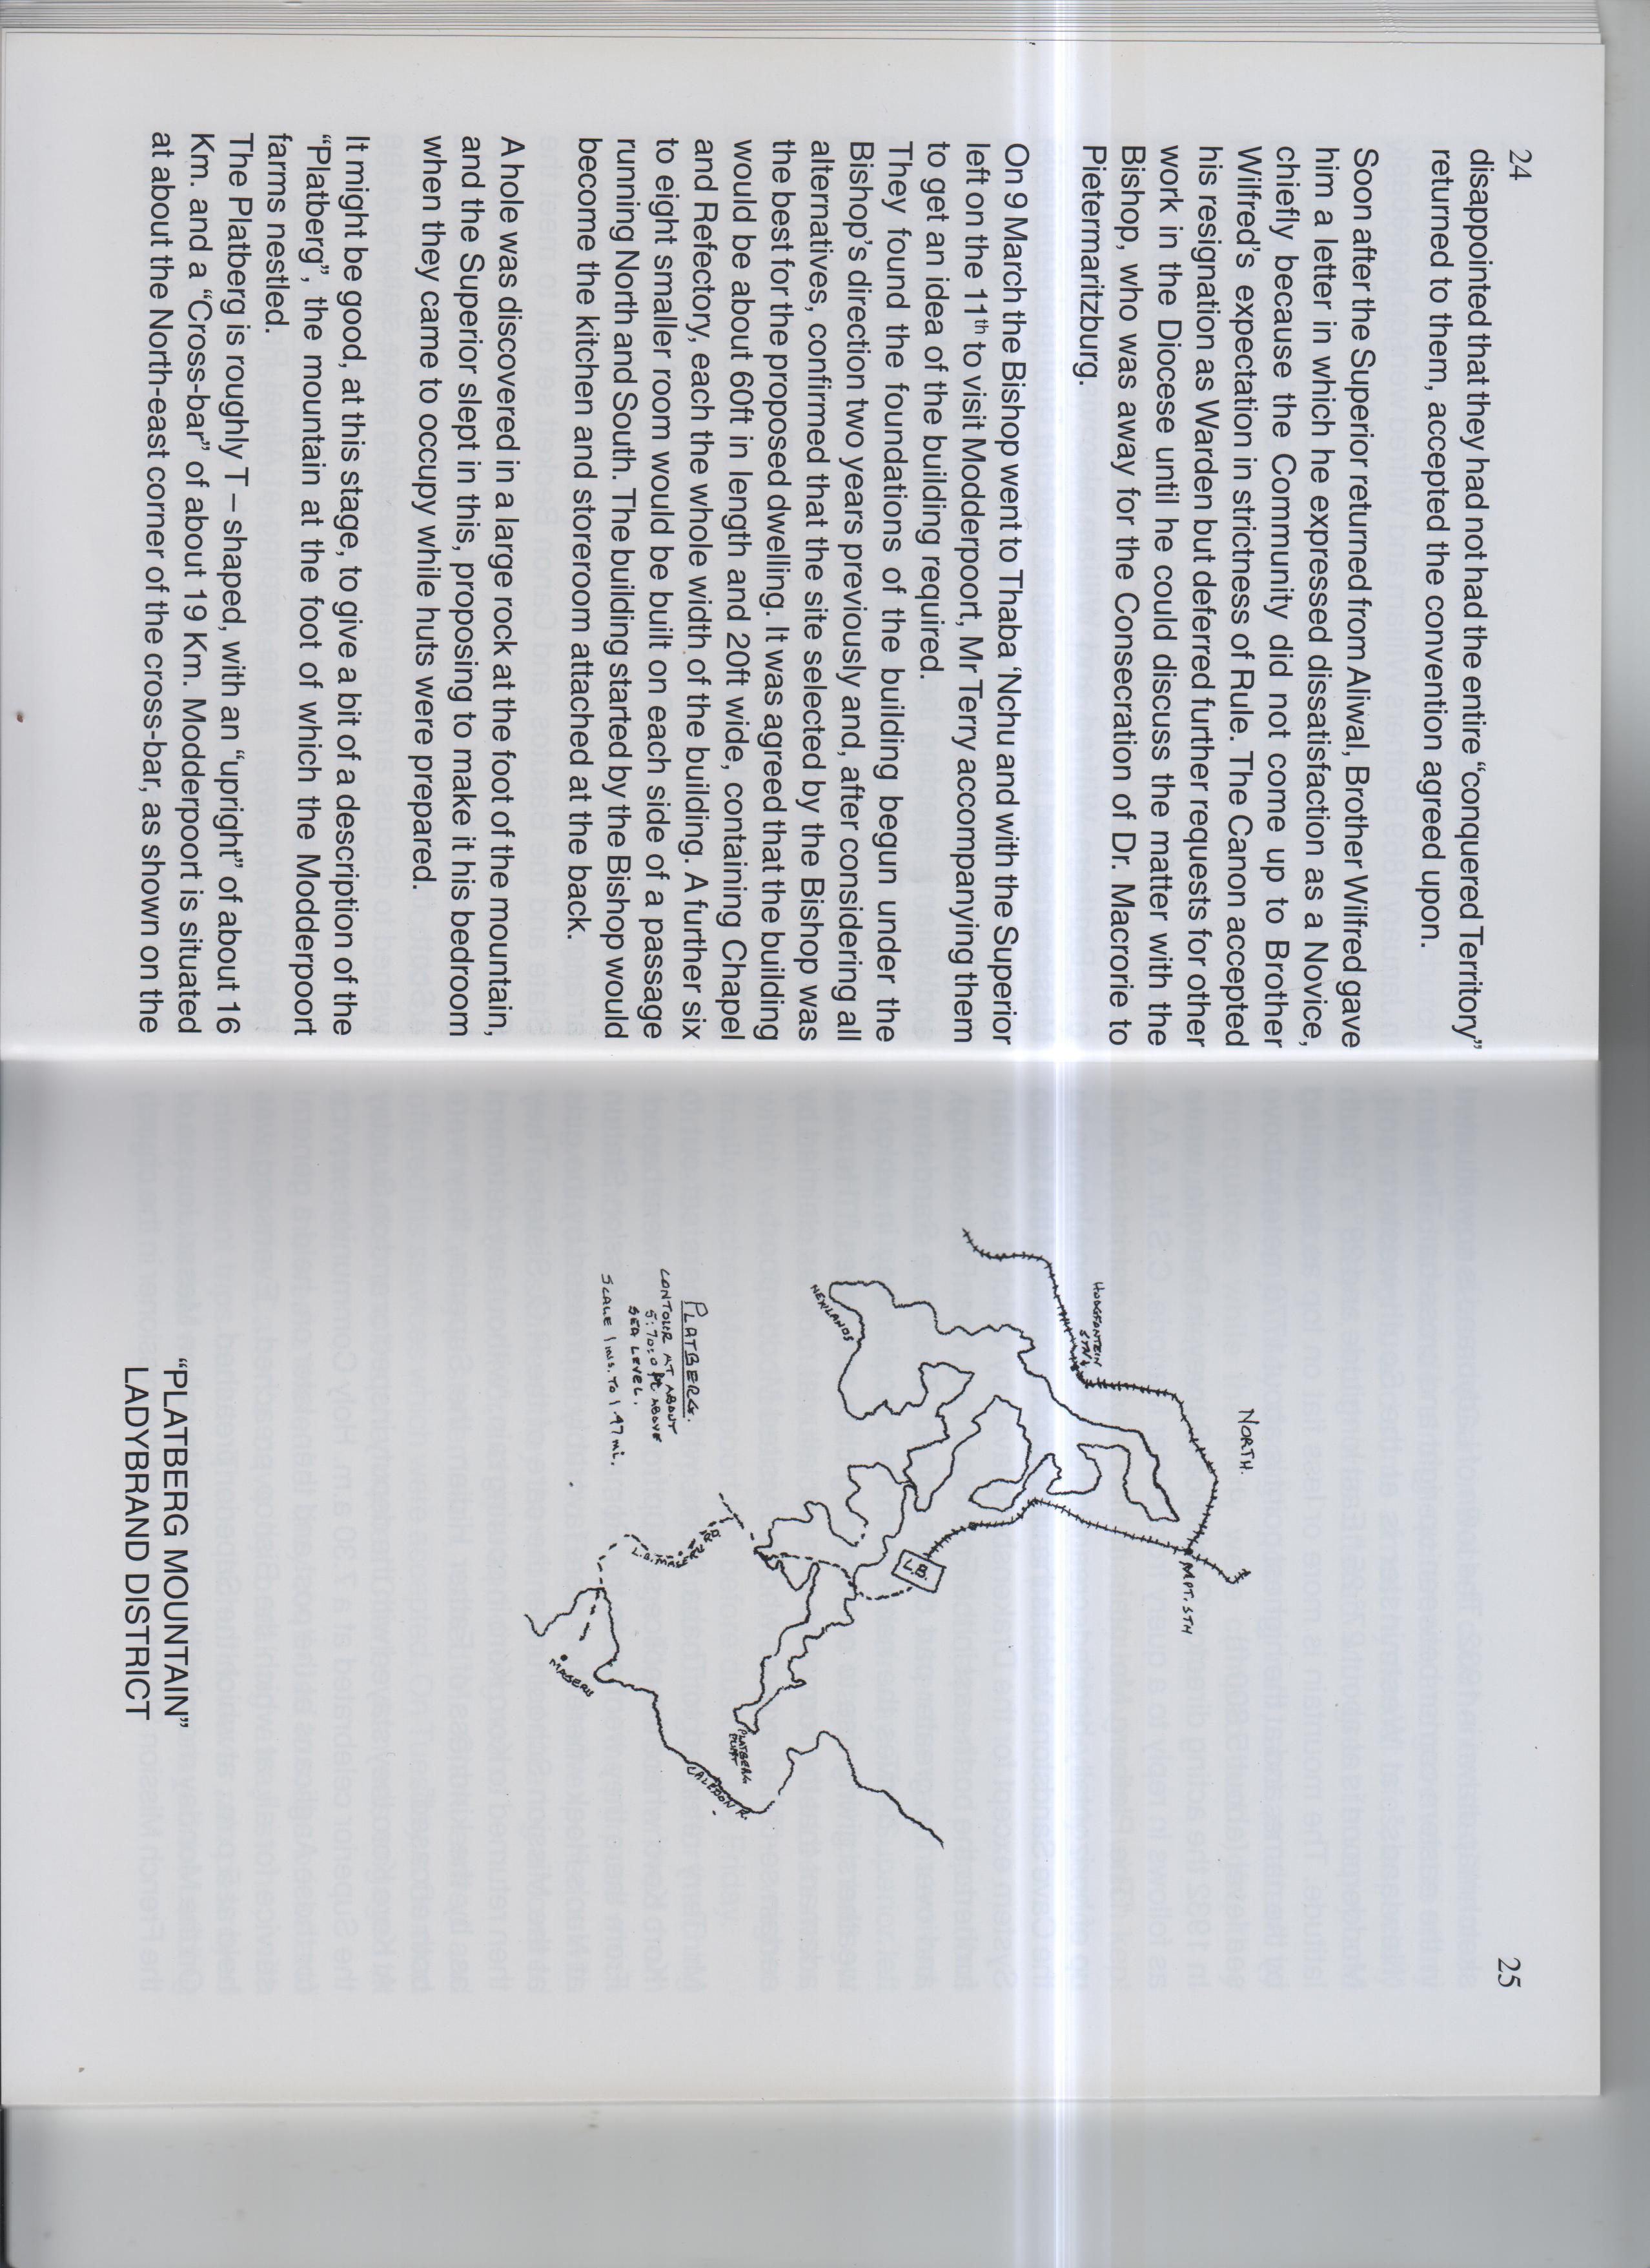 24
disappointed that they had not had the entire “conquered Territory”
returned to them, accepted the convention agreed upon.
Soon after the Superior returned from Aliwal, Brother Wilfred gave
him a letter in which he expressed dissatisfaction as a Novice,
chiefly because the Community did not come up to Brother
Wilfred’s expectation in strictness of Rule. The Canon accepted
his resignation as Warden but deferred further requests for other
work in the Diocese until he could discuss the matter with the
Bishop, who was away for the Consecration of Dr. Macrorie to
Pietermaritzburg.
On 9 March the Bishop went to Thaba ‘Nchu and with the Superior
left on the 11th to visit Modderpoort, Mr Terry accompanying them
to get an idea of the building required.
They found the foundations of the building begun under the
Bishop’s direction two years previously and, after considering all
alternatives, confirmed that the site selected by the Bishop was
the best for the proposed dwelling. It was agreed that the building
would be about 60ft in length and 20ft wide, containing Chapel
and Refectory, each the whole width of the building. A further six
to eight smaller room would be built on each side of a passage
running North and South. The building started by the Bishop would
become the kitchen and storeroom attached at the back.
A hole was discovered in a large rock at the foot of the mountain,
and the Superior slept in this, proposing to make it his bedroom
when they came to occupy while huts were prepared.
It might be good, at this stage, to give a bit of a description of the
“Platberg”, the mountain at the foot of which the Modderpoort
farms nestled.
The Platberg is roughly T – shaped, with an “upright” of about 16
Km. and a “Cross-bar” of about 19 Km. Modderpoort is situated
at about the North-east corner of the cross-bar, as shown on the
25
NORTH.
MPT. STN
HOOGFONTEIN
STN.
NEWLANDS
L.B.
PLATBERG.
CONTOUR AT ABOUT
5:70:0 ft. ABOVE
SEA LEVEL.
SCALE 1 INS. TO 1.47 mi.
PLATBERG
BLUFF
CALEDON R.
MASERU
“PLATBERG MOUNTAIN”
LADYBRAND DISTRICT